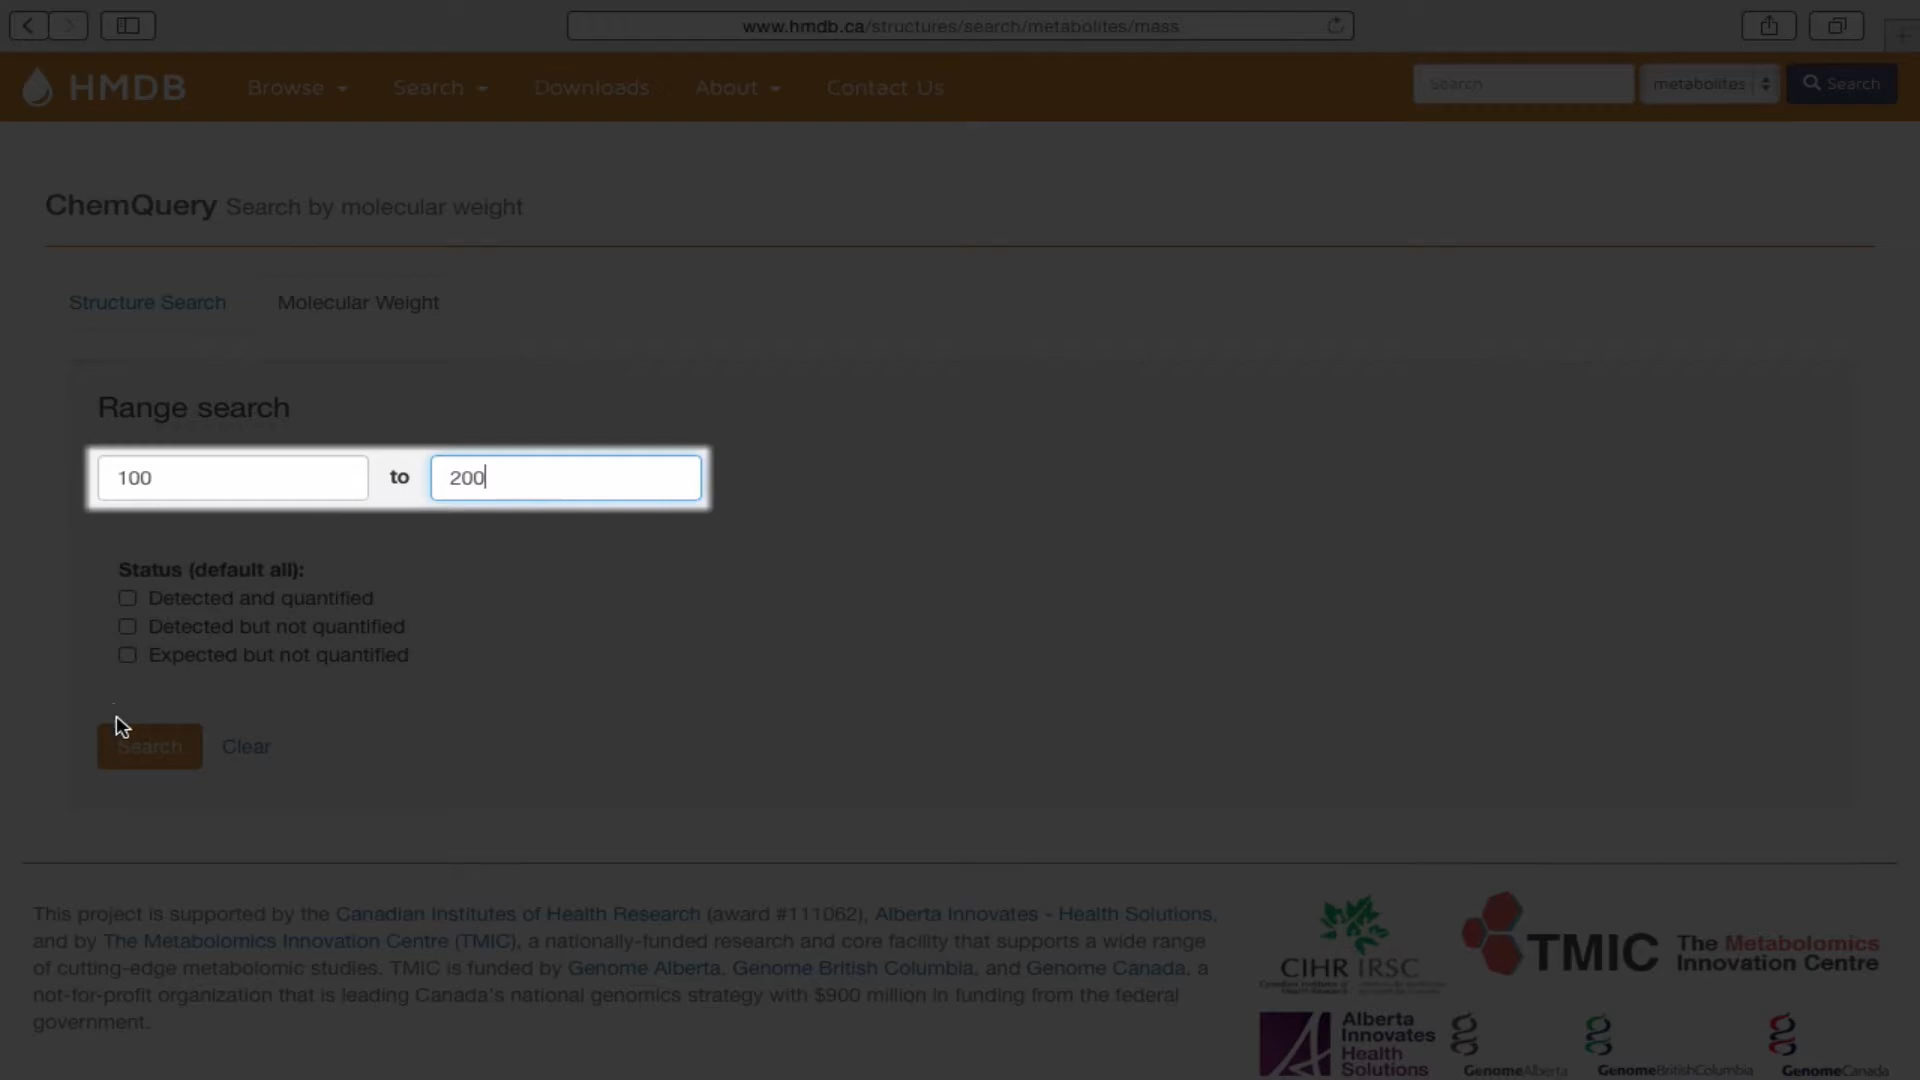 www.hmdb.ca/structures/search/metabolites/mass
HMDB Browse Search Downloads About Contact Us Search metabolites Search
ChemQuery Search by molecular weight
Structure Search Molecular Weight
Range search
100 to 200
Status (default all):
Detected and quantified
Detected but not quantified
Expected but not quantified
Search Clear
This project is supported by the Canadian Institutes of Health Research (award #111062), Alberta Innovates - Health Solutions,
and by The Metabolomics Innovation Centre (TMIC), a nationally-funded research and core facility that supports a wide range
of cutting-edge metabolomic studies. TMIC is funded by Genome Alberta, Genome British Columbia, and Genome Canada, a
not-for-profit organization that is leading Canada's national genomics strategy with $900 million in funding from the federal
government.
CIHR IRSC
TMIC The Metabolomics
Innovation Centre
Alberta
Innovates
Health
Solutions
GenomeAlberta
GenomeBritishColumbia
GenomeCanada